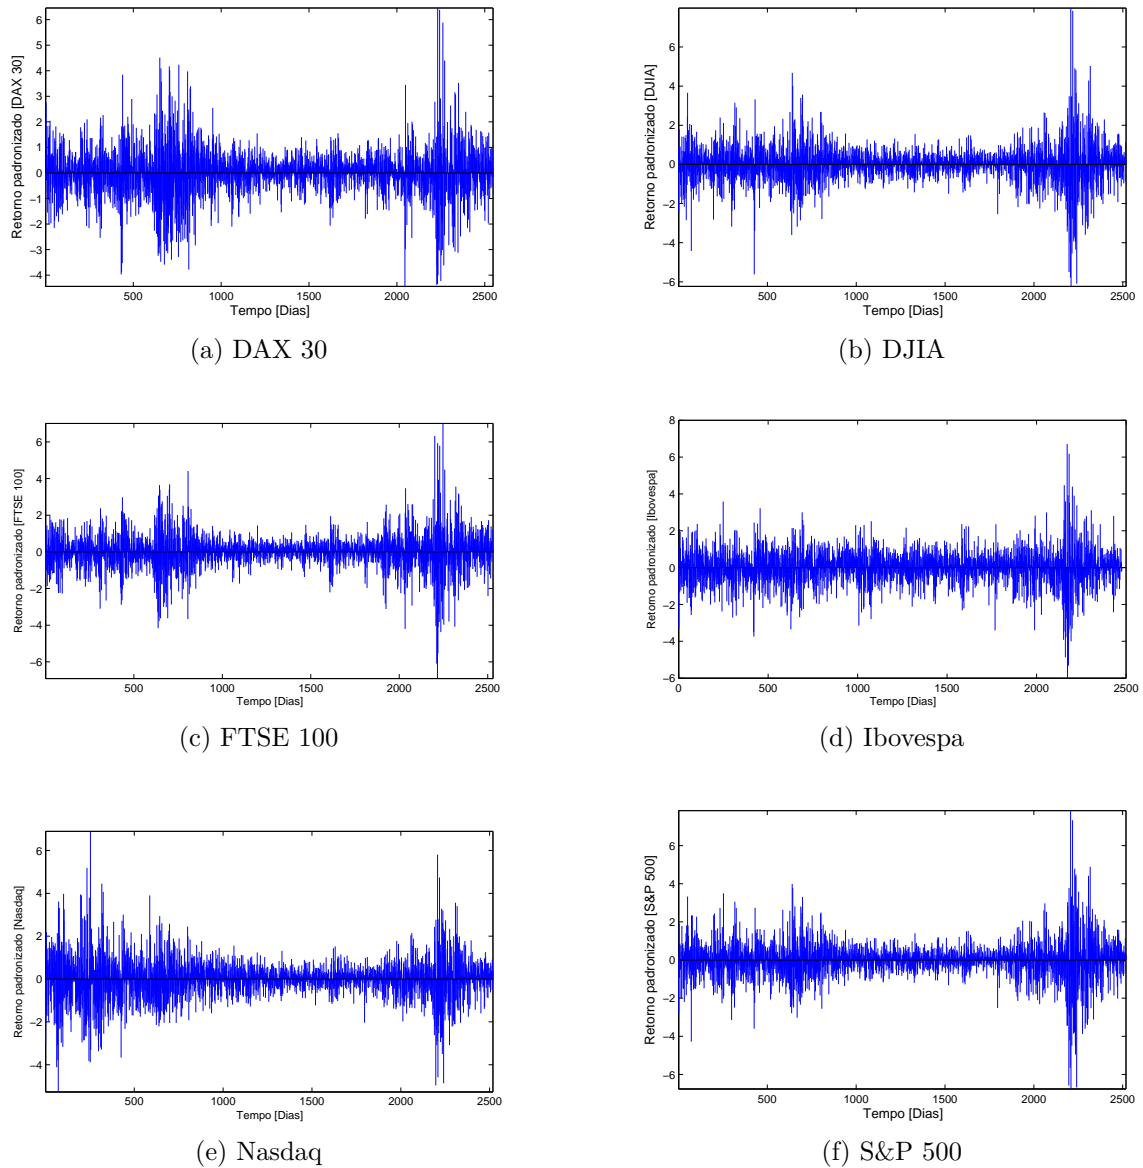 6
5
4
3
2
1
0
−1
−2
−3
−4
Retorno padronizado [DAX 30]
500 1000 1500 2000 2500
Tempo [Dias]
(a) DAX 30
6
4
2
0
−2
−4
−6
Retorno padronizado [DJIA]
500 1000 1500 2000 2500
Tempo [Dias]
(b) DJIA
6
4
2
0
−2
−4
−6
Retorno padronizado [FTSE 100]
500 1000 1500 2000 2500
Tempo [Dias]
(c) FTSE 100
8
6
4
2
0
−2
−4
−6
Retorno padronizado [Ibovespa]
0 500 1000 1500 2000 2500
Tempo [Dias]
(d) Ibovespa
6
4
2
0
−2
−4
Retorno padronizado [Nasdaq]
500 1000 1500 2000 2500
Tempo [Dias]
(e) Nasdaq
6
4
2
0
−2
−4
−6
Retorno padronizado [S&P 500]
500 1000 1500 2000 2500
Tempo [Dias]
(f) S&P 500